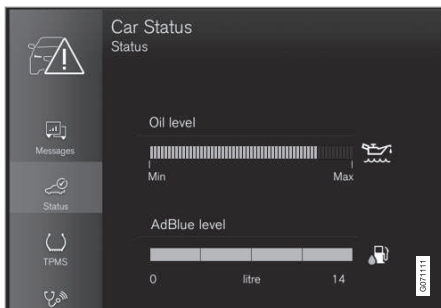 Car Status
Status
Messages
Status
TPMS
Oil level
Min Max
AdBlue level
0 litre 14
G071111